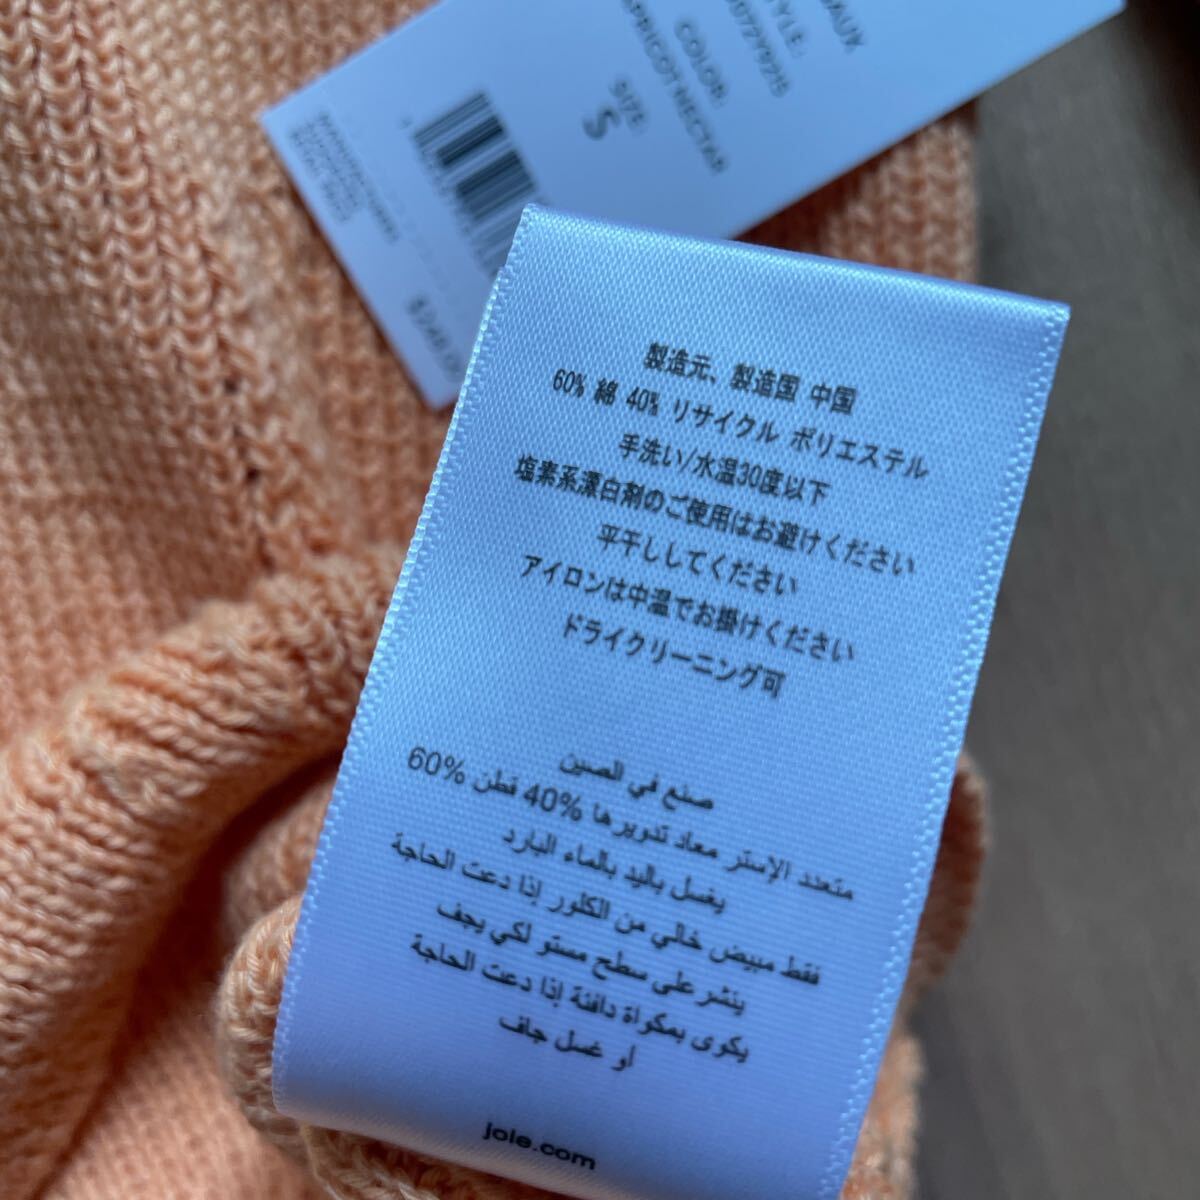 STYLE:
COLOR:
APRICOT NECTAR
SIZE:
S
製造元、製造国 中国
60% 綿 40% リサイクル ポリエステル
手洗い/水温30度以下
塩素系漂白剤のご使用はお避けください
平干ししてください
アイロンは中温でお掛けください
ドライクリーニング可
صنع في الصين
متعدد الإستر معاد تدويرها %40 قطن %60
يغسل باليد بالماء البارد
فقط مبيض خالي من الكلور إذا دعت الحاجة
ينشر على سطح مستو لكي يجف
يكوى بمكواة دافئة إذا دعت الحاجة
او غسل جاف
joie.com